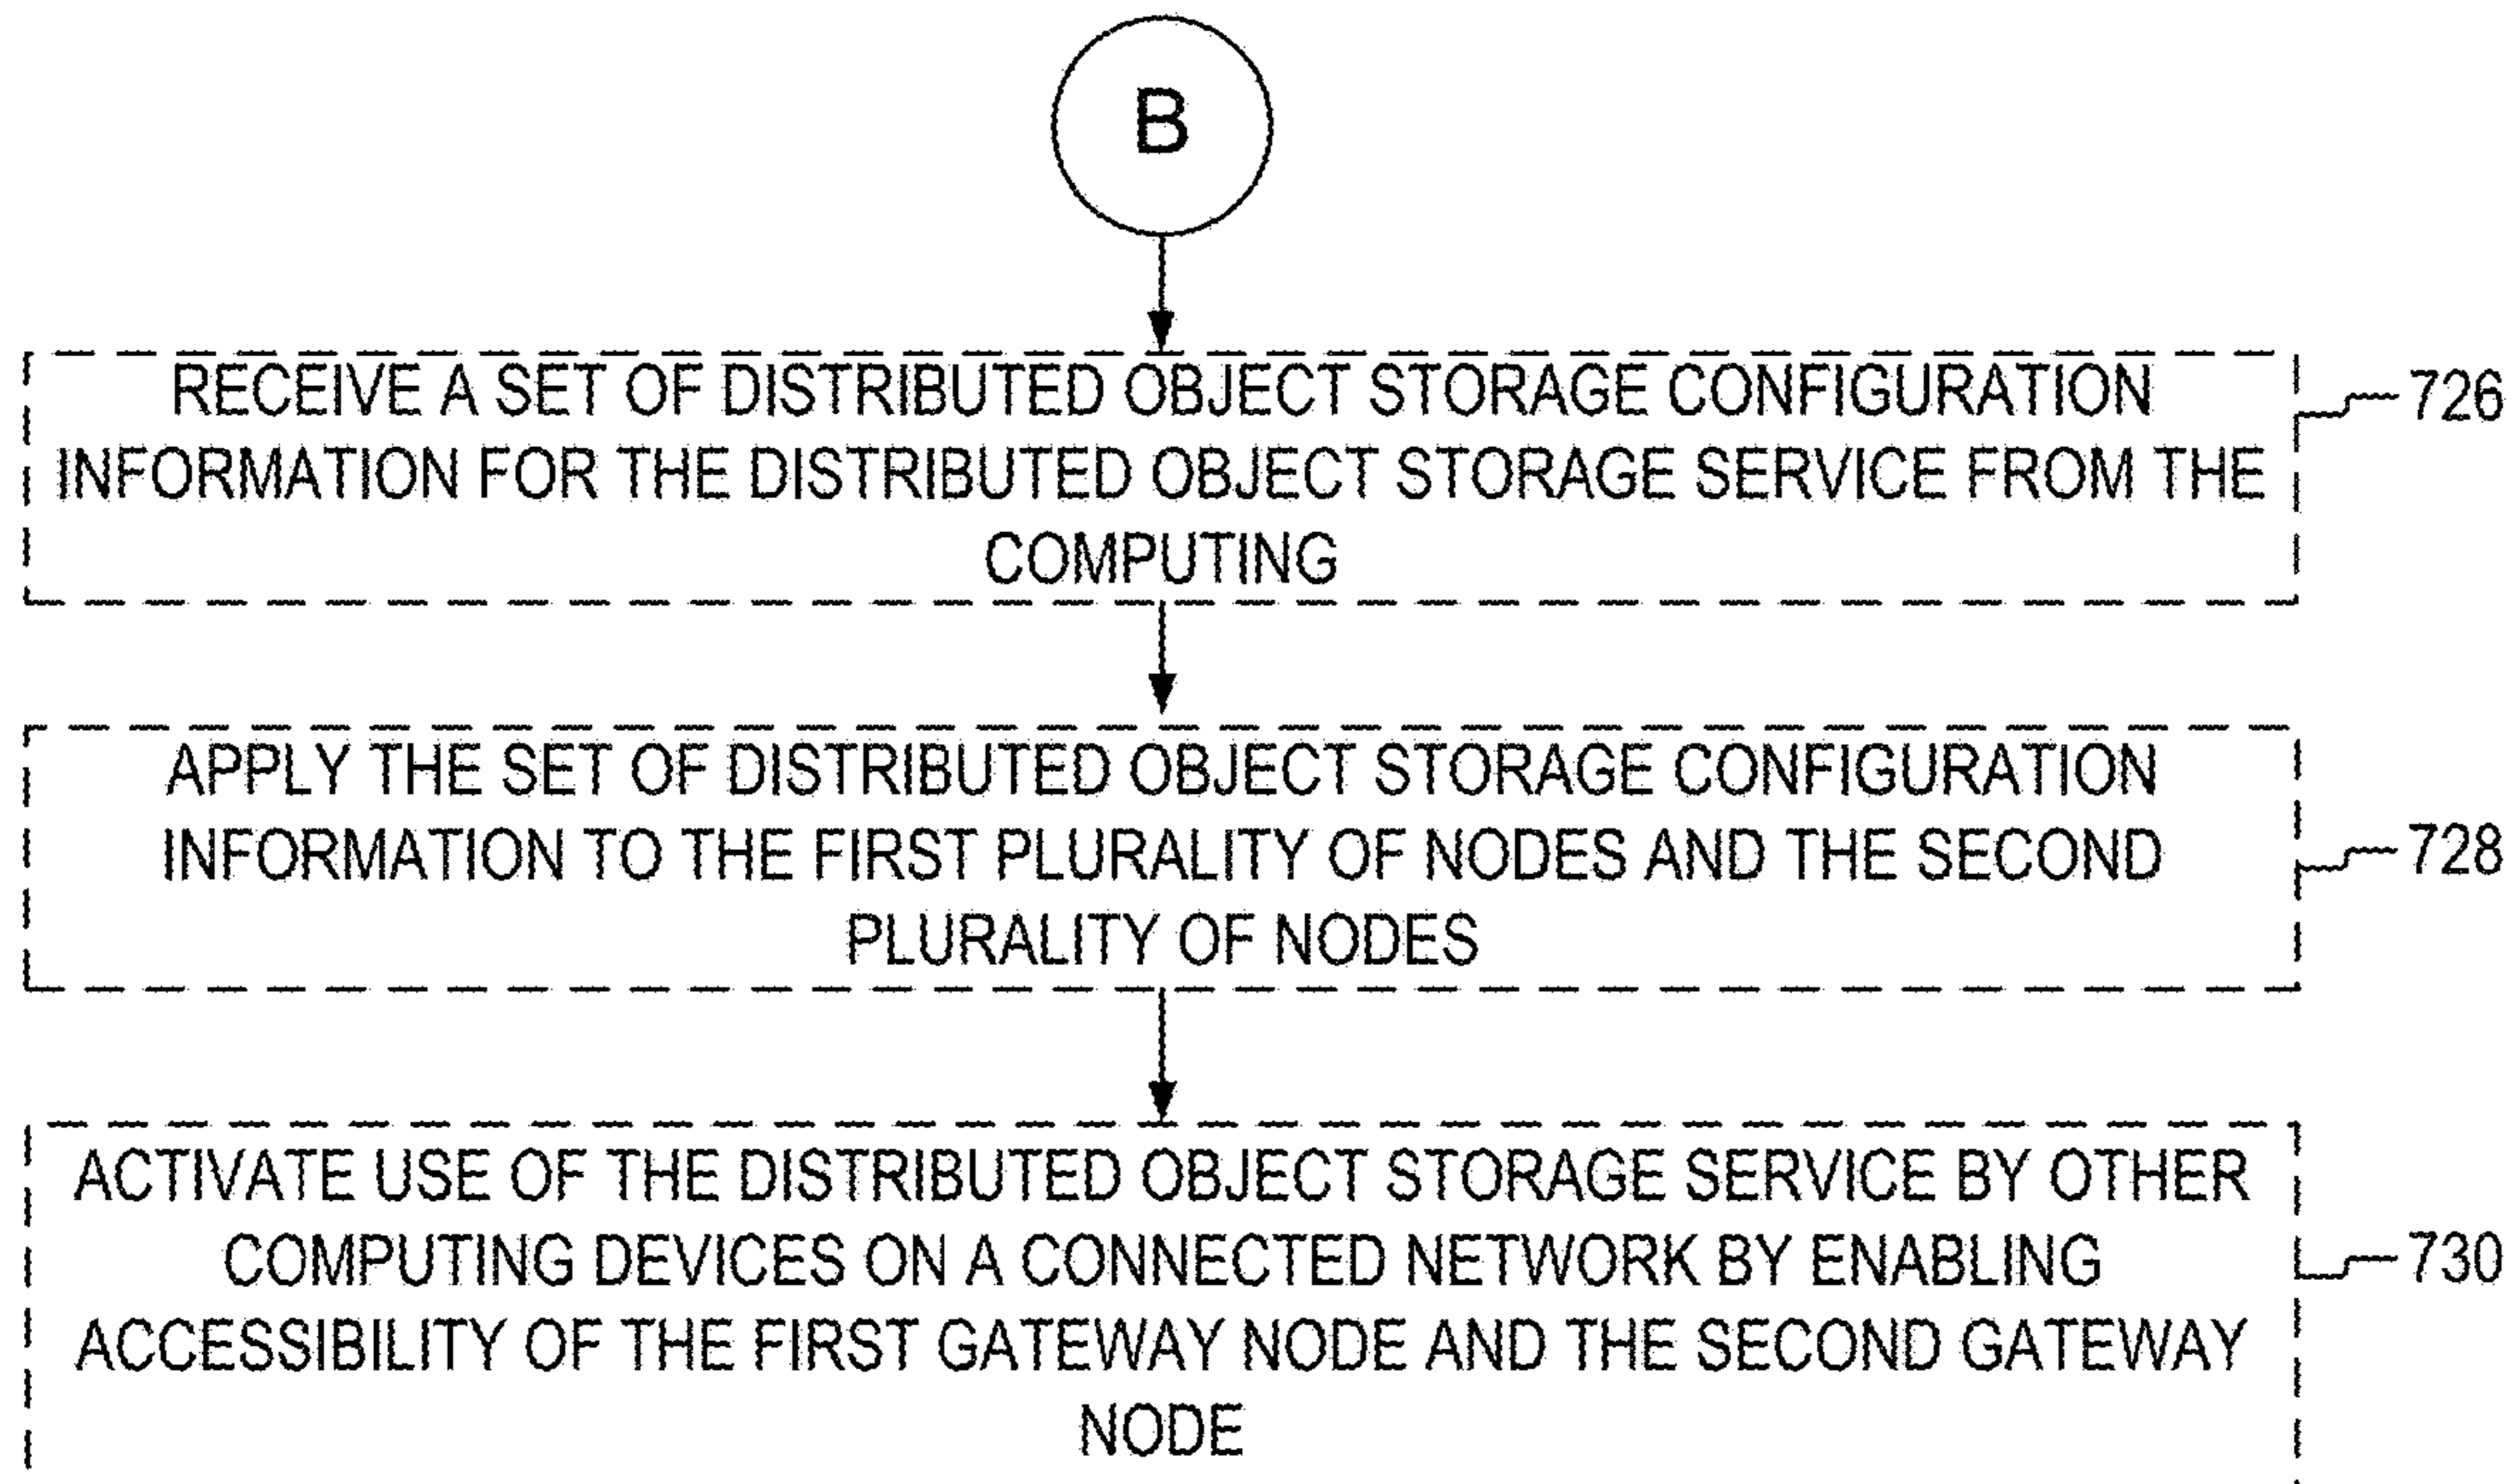 B
RECEIVE A SET OF DISTRIBUTED OBJECT STORAGE CONFIGURATION
INFORMATION FOR THE DISTRIBUTED OBJECT STORAGE SERVICE FROM THE
COMPUTING
726
APPLY THE SET OF DISTRIBUTED OBJECT STORAGE CONFIGURATION
INFORMATION TO THE FIRST PLURALITY OF NODES AND THE SECOND
PLURALITY OF NODES
728
ACTIVATE USE OF THE DISTRIBUTED OBJECT STORAGE SERVICE BY OTHER
COMPUTING DEVICES ON A CONNECTED NETWORK BY ENABLING
ACCESSIBILITY OF THE FIRST GATEWAY NODE AND THE SECOND GATEWAY
NODE
730